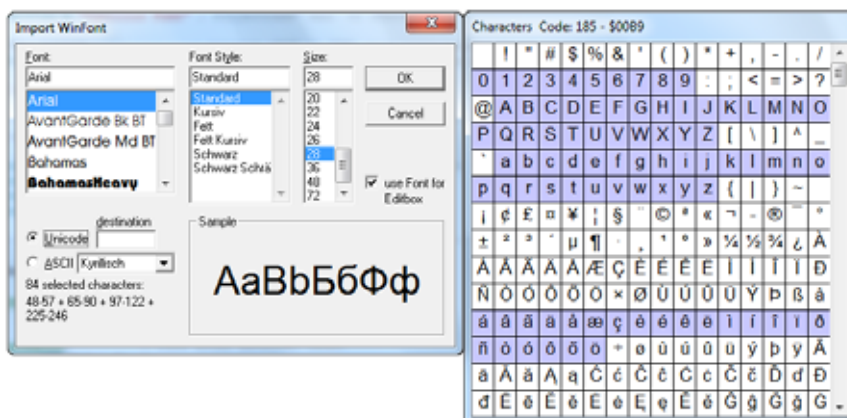 Import WinFont
Font:
Arial
Arial
AvantGarde Bk BT
AvantGarde Md BT
Bahamas
BahamasHeavy
Font Style:
Standard
Standard
Kursiv
Fett
Fett Kursiv
Schwarz
Schwarz Schrä
Size:
28
20
22
24
26
28
36
48
72
OK
Cancel
use Font for
Editbox
destination
Unicode
ASCII Kyrillisch
84 selected characters:
48-57 + 65-90 + 97-122 +
225-246
Sample
AaBbБбФф
Characters Code: 185 - $00B9
! " # $ % & ' ( ) * + , - . /
0 1 2 3 4 5 6 7 8 9 : ; < = > ?
@ A B C D E F G H I J K L M N O
P Q R S T U V W X Y Z [ \ ] ^ _
` a b c d e f g h i j k l m n o
p q r s t u v w x y z { | } ~
¡ ¢ £ ¤ ¥ ¦ § ¨ © ª « ¬ - ® ¯ °
± ² ³ ´ µ ¶ · ¸ ¹ º » ¼ ½ ¾ ¿ À
Á Â Ã Ä Å Æ Ç È É Ê Ë Ì Í Î Ï Ð
Ñ Ò Ó Ô Õ Ö × Ø Ù Ú Û Ü Ý Þ ß à
á â ã ä å æ ç è é ê ë ì í î ï ð
ñ ò ó ô õ ö ÷ ø ù ú û ü ý þ ÿ Ā
ā Ă ă Ą ą Ć ć Ĉ ĉ Ċ ċ Č č Ď ď Đ
đ Ē ē Ĕ ĕ Ė ė Ę ę Ě ě Ĝ ĝ Ğ ğ Ġ